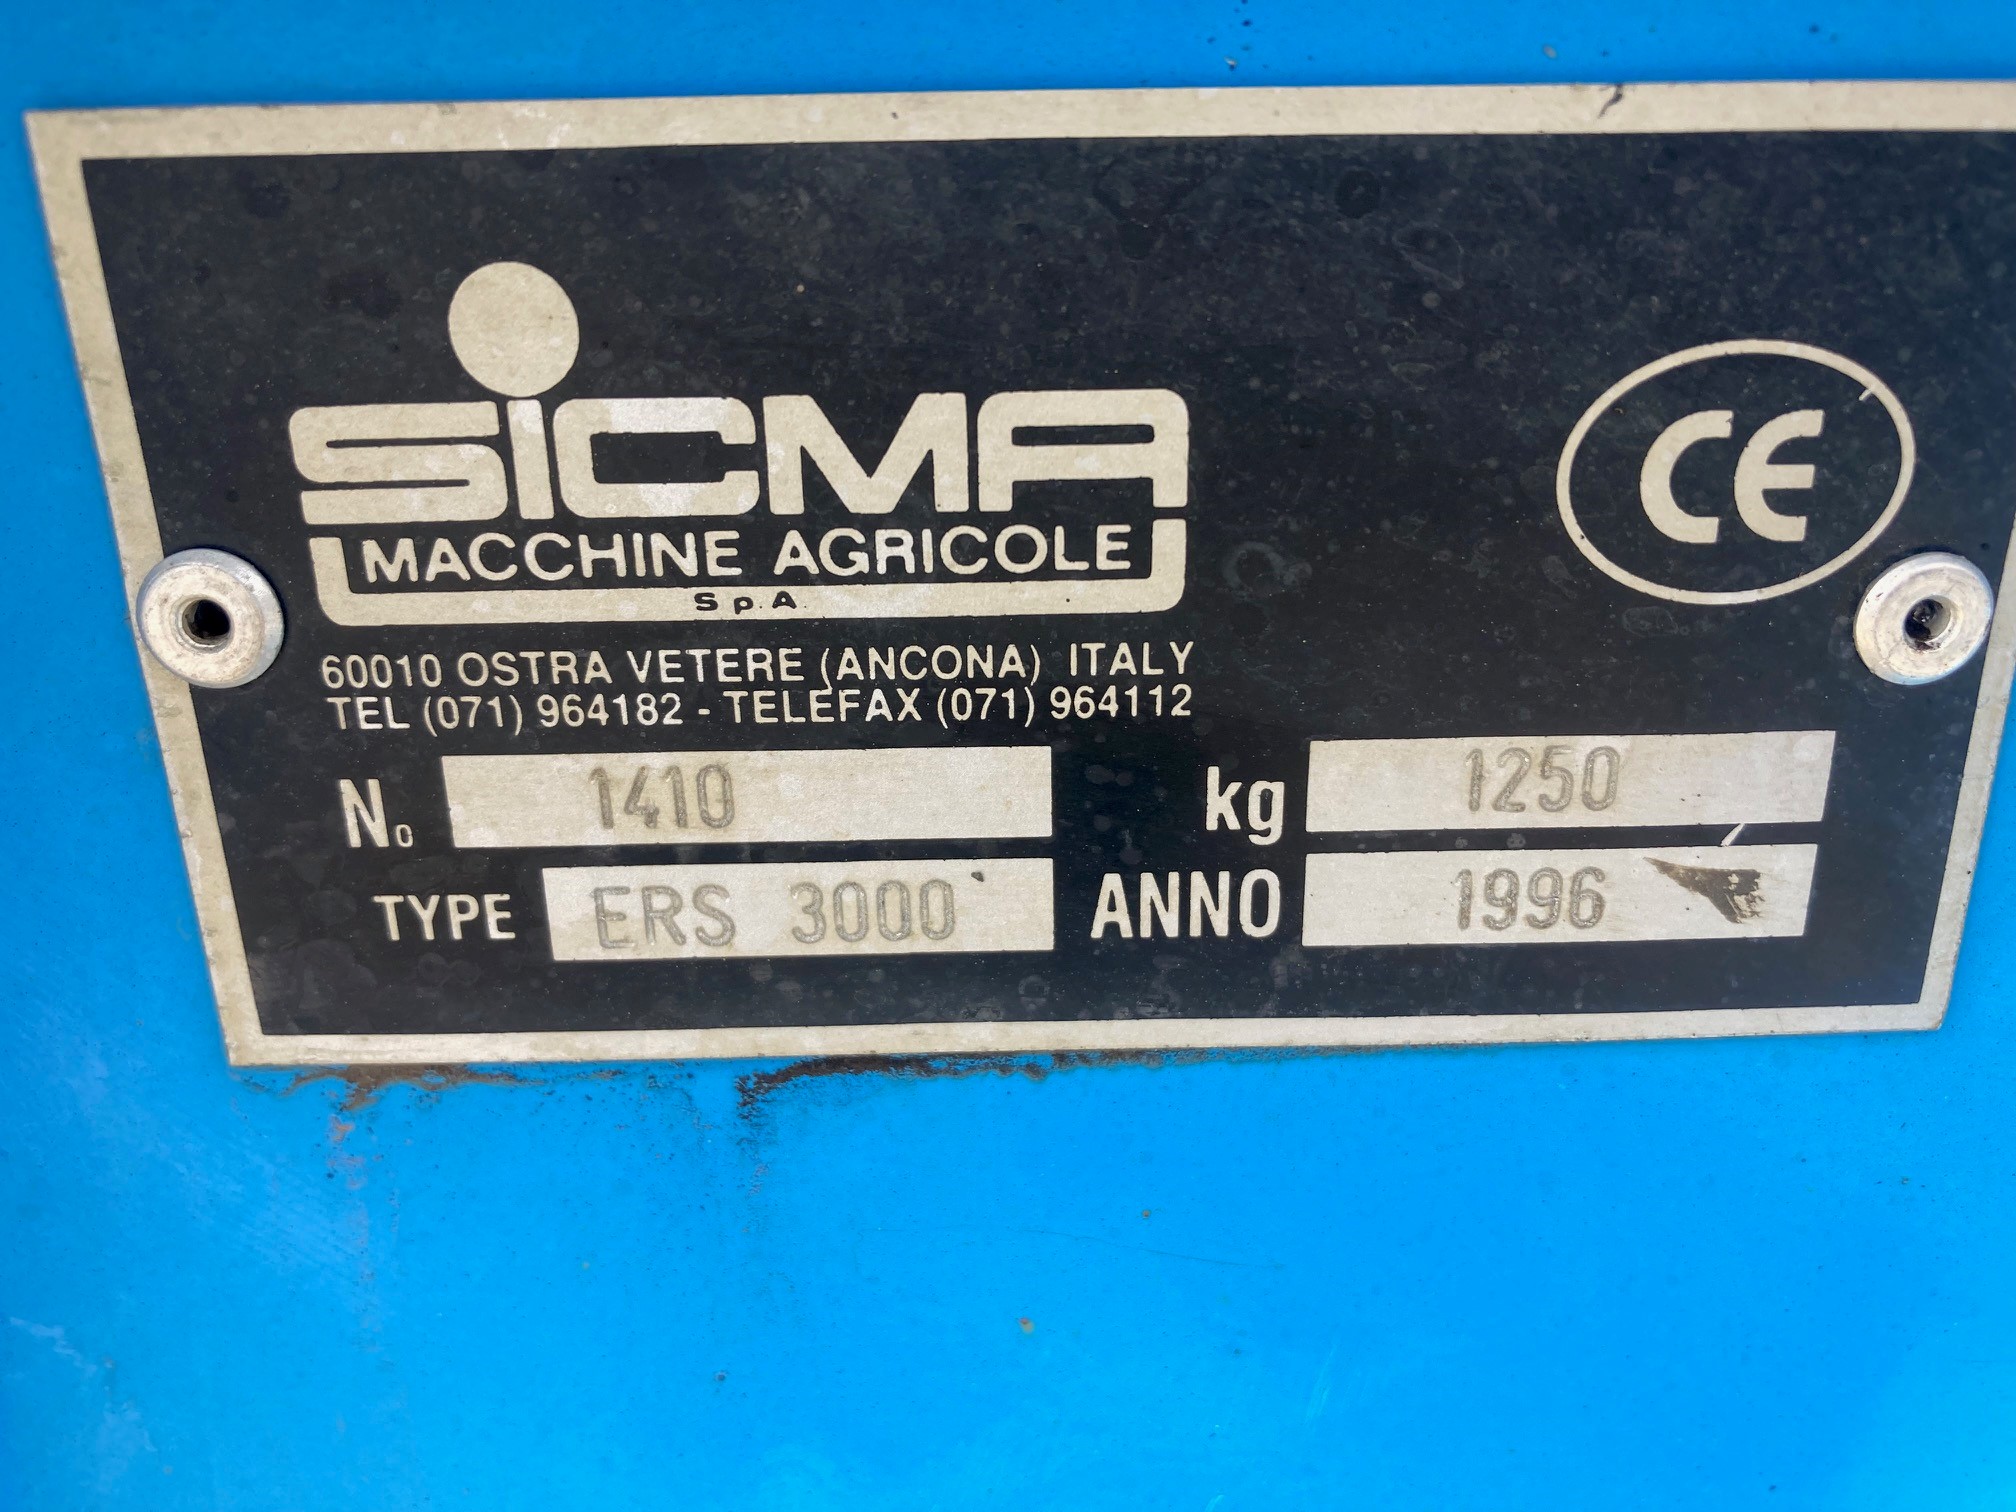 SiCMA
MACCHINE AGRICOLE
S p. A.
CE
60010 OSTRA VETERE (ANCONA) ITALY
TEL (071) 964182 - TELEFAX (071) 964112
No 1410 kg 1250
TYPE ERS 3000 ANNO 1996